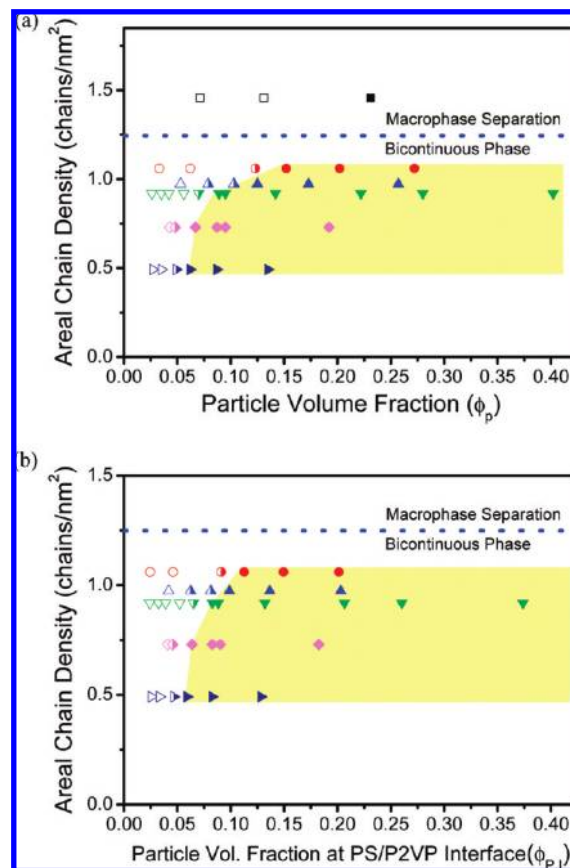 (a)
1.5
Macrophase Separation
Bicontinuous Phase
1.0
0.5
0.0
Areal Chain Density (chains/nm²)
0.00 0.05 0.10 0.15 0.20 0.25 0.30 0.35 0.40
Particle Volume Fraction (ϕp)
(b)
1.5
Macrophase Separation
Bicontinuous Phase
1.0
0.5
0.0
Areal Chain Density (chains/nm²)
0.00 0.05 0.10 0.15 0.20 0.25 0.30 0.35 0.40
Particle Vol. Fraction at PS/P2VP Interface(ϕP,I)